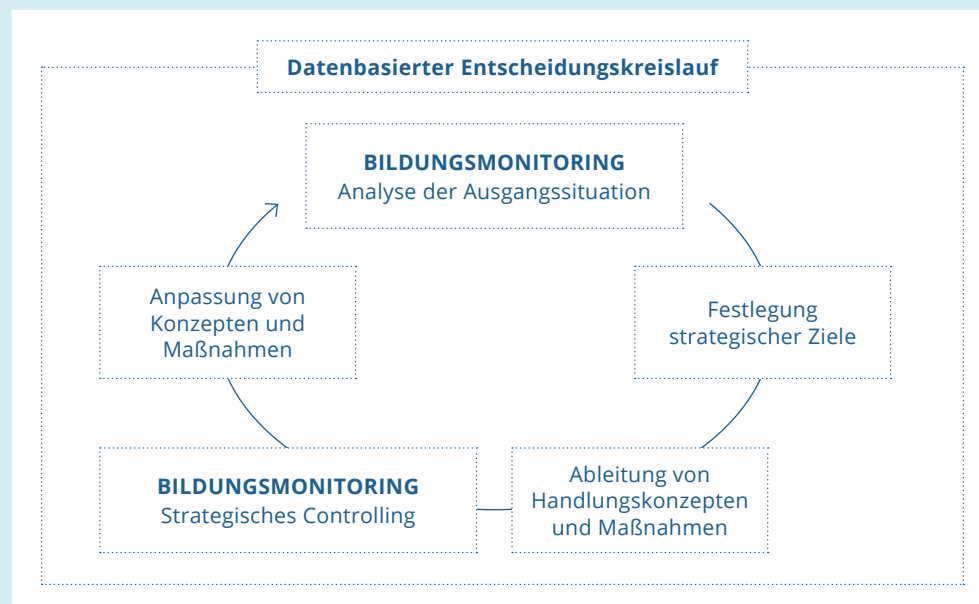 Datenbasierter Entscheidungskreislauf
BILDUNGSMONITORING
Analyse der Ausgangssituation
Festlegung
strategischer Ziele
Ableitung von
Handlungskonzepten
und Maßnahmen
BILDUNGSMONITORING
Strategisches Controlling
Anpassung von
Konzepten und
Maßnahmen